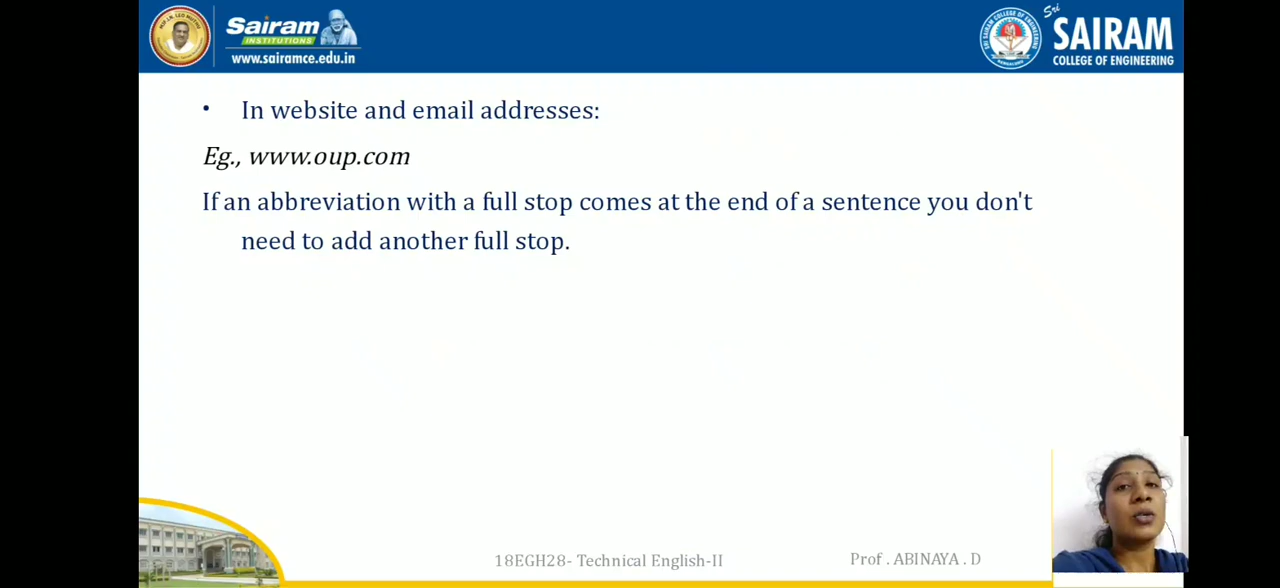 Sairam
INSTITUTIONS
www.sairamce.edu.in
Sri
SAIRAM
COLLEGE OF ENGINEERING
• In website and email addresses:
Eg., www.oup.com
If an abbreviation with a full stop comes at the end of a sentence you don't
need to add another full stop.
18EGH28- Technical English-II
Prof . ABINAYA . D